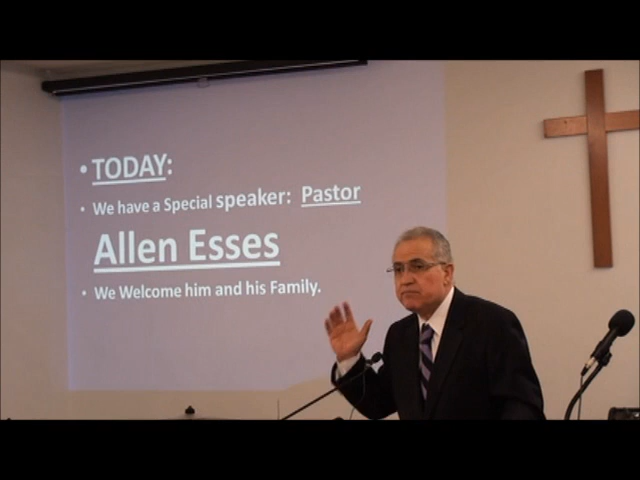 • TODAY:
• We have a Special speaker: Pastor
Allen Esses
• We Welcome him and his Family.